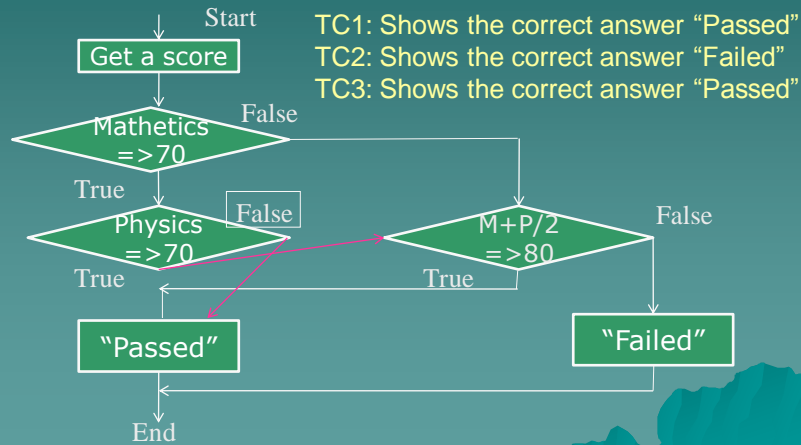 Start
TC1: Shows the correct answer “Passed”
TC2: Shows the correct answer “Failed”
TC3: Shows the correct answer “Passed”
Get a score
Mathetics
=>70
False
True
Physics
=>70
False
True
M+P/2
=>80
False
True
“Passed”
“Failed”
End